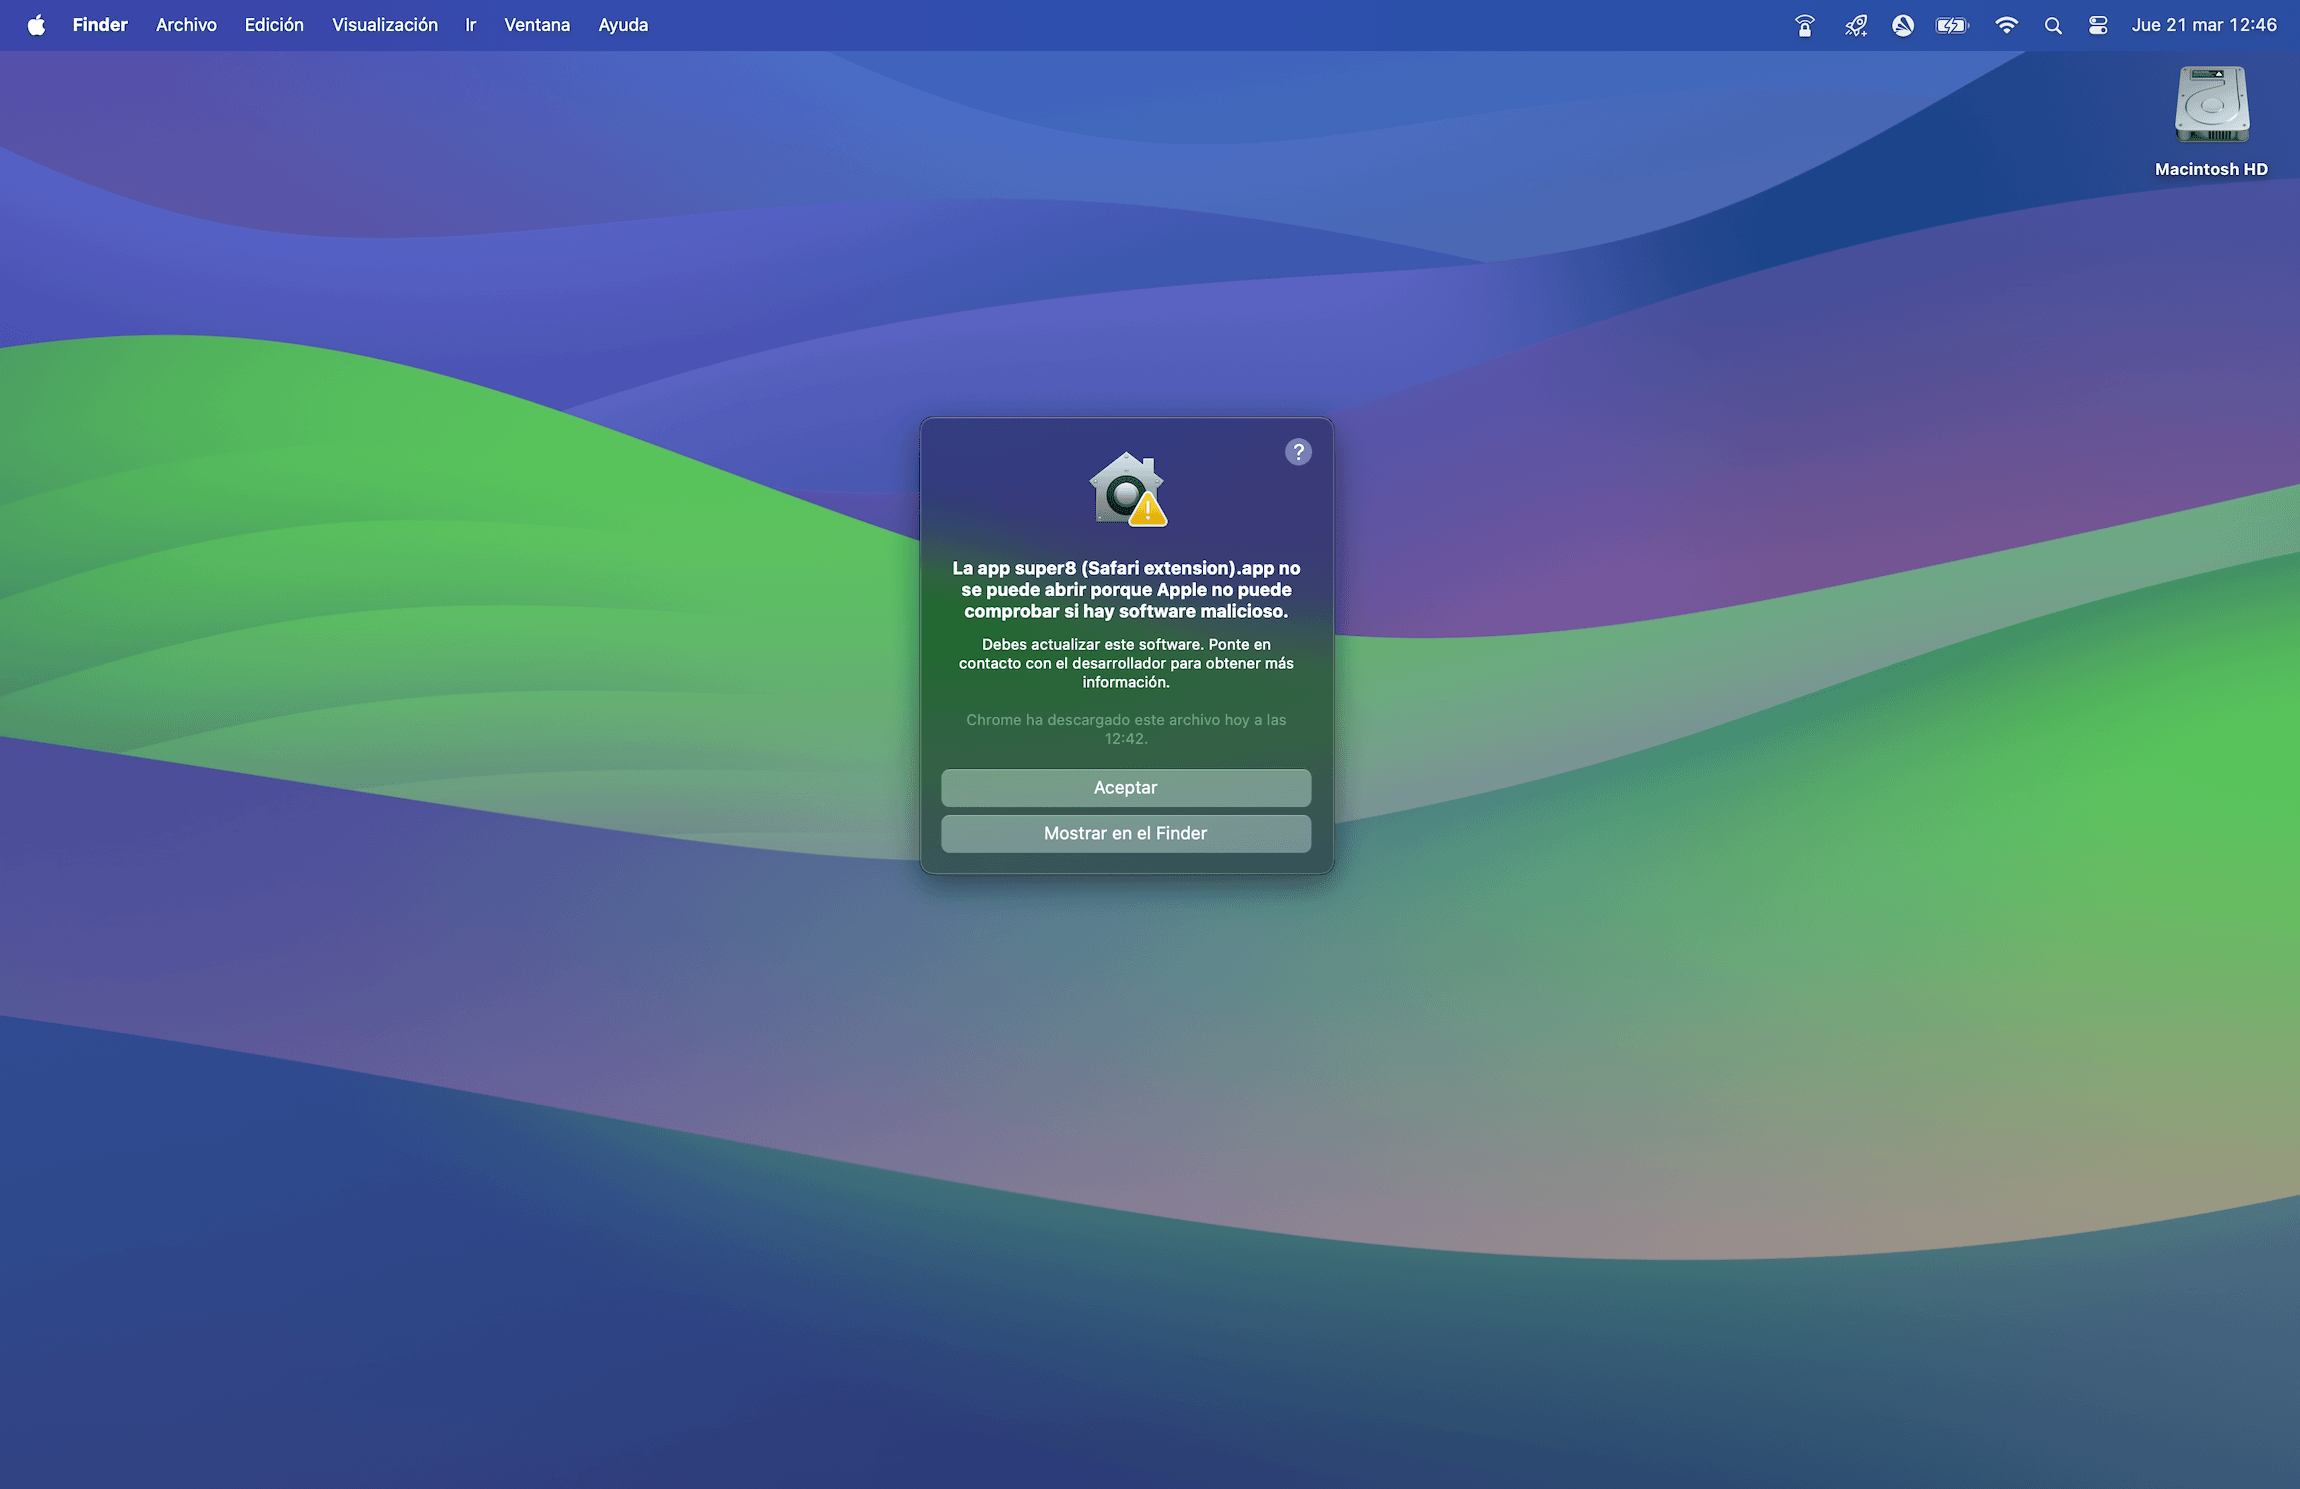 Finder Archivo Edición Visualización Ir Ventana Ayuda Jue 21 mar 12:46
Macintosh HD
?
La app super8 (Safari extension).app no
se puede abrir porque Apple no puede
comprobar si hay software malicioso.
Debes actualizar este software. Ponte en
contacto con el desarrollador para obtener más
información.
Chrome ha descargado este archivo hoy a las
12:42.
Aceptar
Mostrar en el Finder